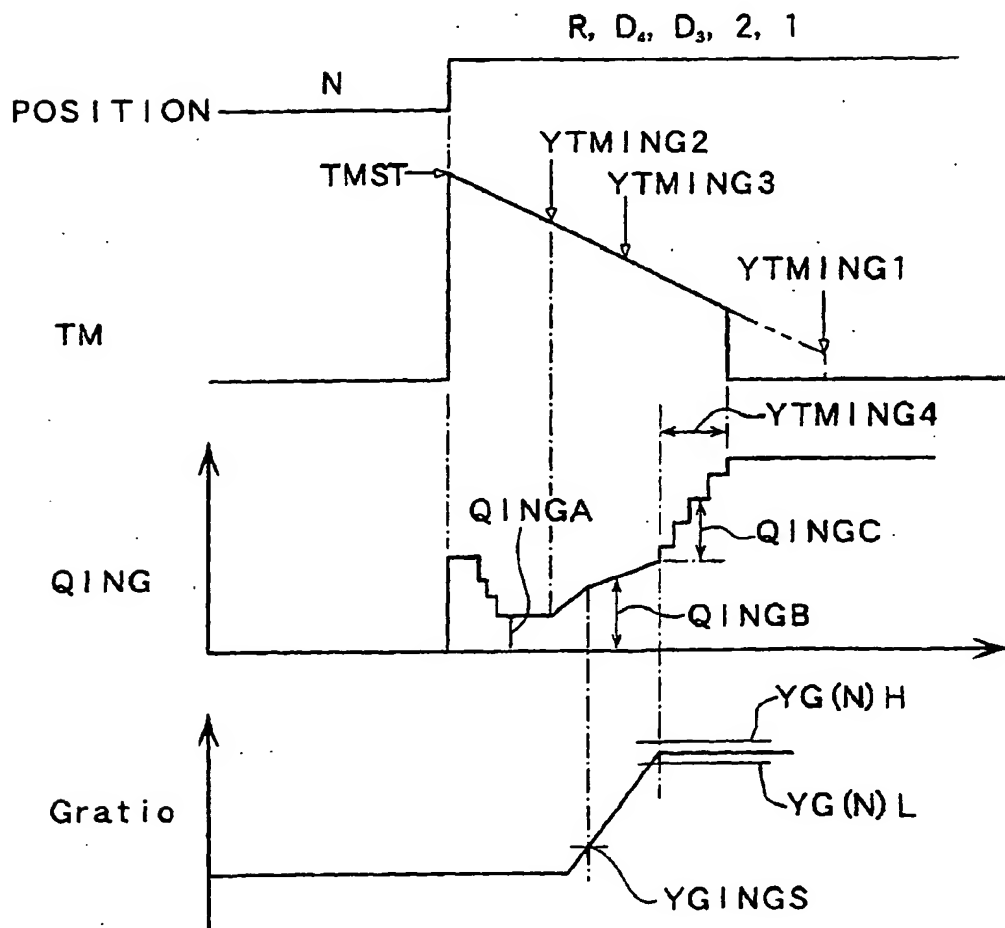 R, D₄, D₃, 2, 1
N
POSITION
YTMING2
TMST
YTMING3
YTMING1
TM
YTMING4
QINGA
QINGC
QING
QINGB
YG(N)H
Gratio
YG(N)L
YGINGS